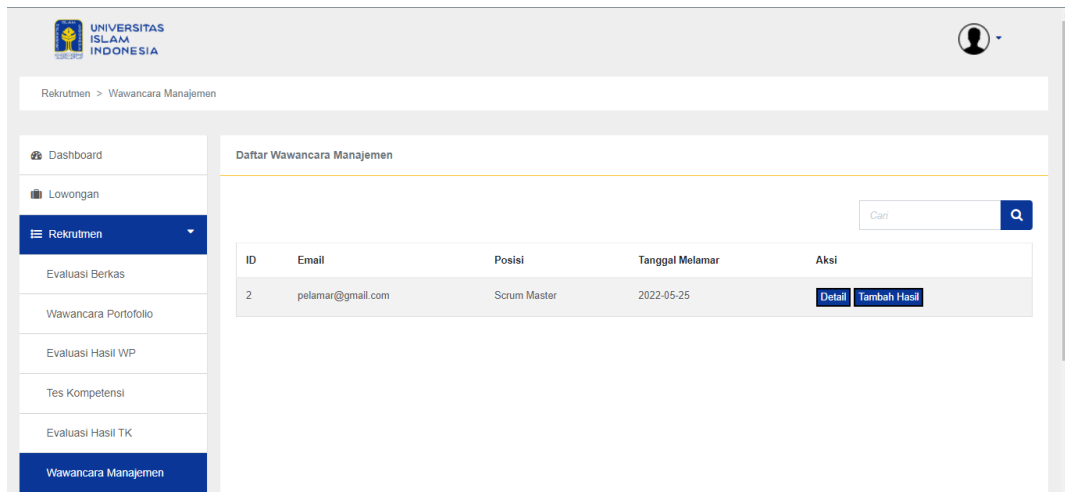 UNIVERSITAS
ISLAM
INDONESIA
Rekrutmen > Wawancara Manajemen
Dashboard
Lowongan
Rekrutmen
Evaluasi Berkas
Wawancara Portofolio
Evaluasi Hasil WP
Tes Kompetensi
Evaluasi Hasil TK
Wawancara Manajemen
Daftar Wawancara Manajemen
Cari
ID Email Posisi Tanggal Melamar Aksi
2 pelamar@gmail.com Scrum Master 2022-05-25 Detail Tambah Hasil